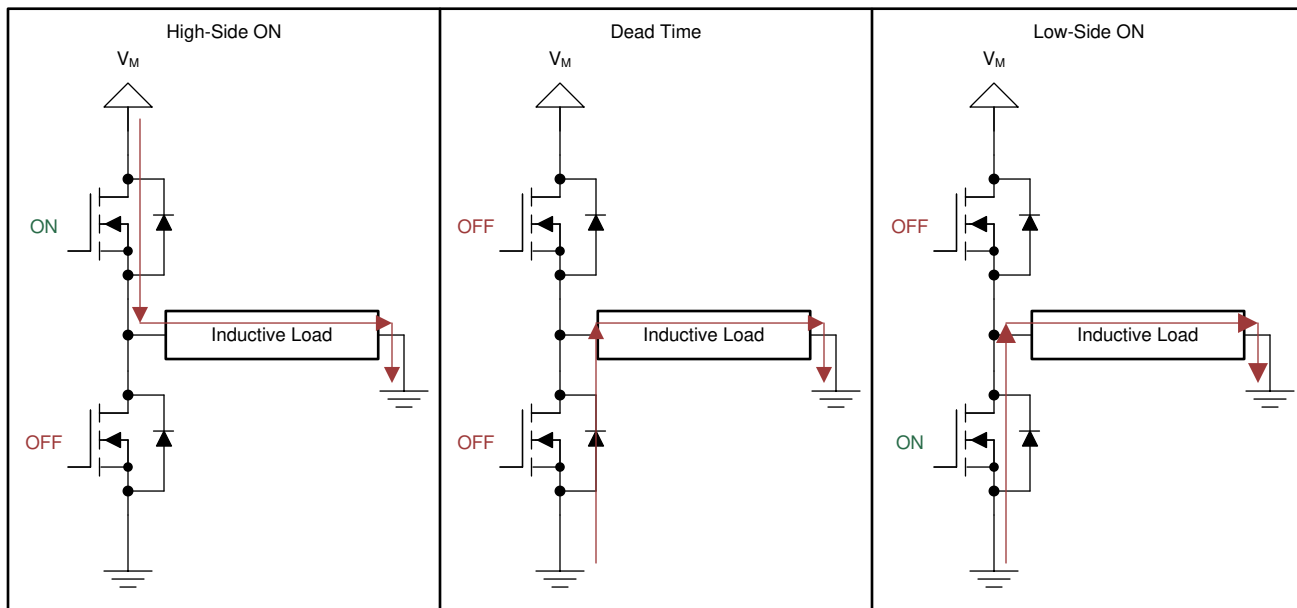 High-Side ON
V_M
ON
Inductive Load
OFF
Dead Time
V_M
OFF
Inductive Load
OFF
Low-Side ON
V_M
OFF
Inductive Load
ON